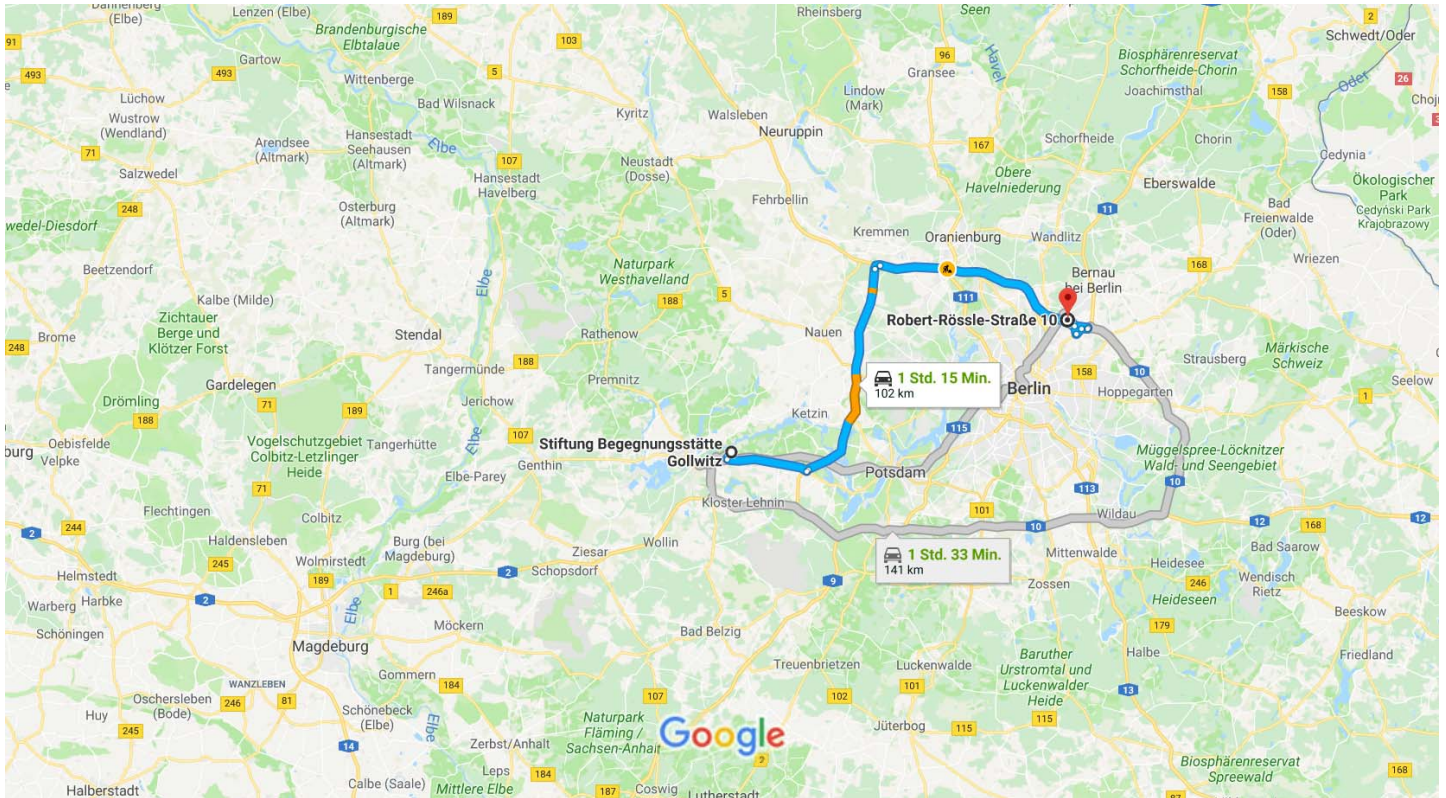 Dannenberg
(Elbe)
Lenzen (Elbe)
189
Rheinsberg
Seen
2
Schwedt/Oder
91
Brandenburgische
Elbtalaue
103
96
Havel
Biosphärenreservat
Schorfheide-Chorin
Gartow
493
493
Wittenberge
5
Gransee
Oder
26
Lüchow
Bad Wilsnack
Lindow
(Mark)
Joachimsthal
158
Wustrow
(Wendland)
Kyritz
Walsleben
Neuruppin
Arendsee
(Altmark)
Hansestadt
Seehausen
(Altmark)
Elbe
167
Schorfheide
Chorin
71
107
Neustadt
(Dosse)
Cedynia
Salzwedel
Hansestadt
Havelberg
Obere
Havelniederung
Eberswalde
Ökologischer
Park
Cedyński Park
Krajobrazowy
248
Osterburg
(Altmark)
Fehrbellin
11
Bad
Freienwalde
(Oder)
wedel-Diesdorf
Kremmen
Oranienburg
Wandlitz
Beetzendorf
Elbe
Naturpark
Westhavelland
Bernau
bei Berlin
168
Wriezen
Kalbe (Milde)
188
5
111
Zichtauer
Berge und
Klötzer Forst
Stendal
Rathenow
Nauen
Robert-Rössle-Straße 10
Brome
248
188
Tangermünde
Strausberg
Märkische
Schweiz
Gardelegen
Premnitz
1 Std. 15 Min.
102 km
158
10
Seelow
Drömling
71
189
Jerichow
Berlin
Hoppegarten
1
188
Ketzin
115
Oebisfelde
Vogelschutzgebiet
Colbitz-Letzlinger
Heide
Tangerhütte
Elbe
107
Stiftung Begegnungsstätte
Gollwitz
Müggelspree-Löcknitzer
Wald- und Seengebiet
burg
Velpke
Genthin
Potsdam
Elbe-Parey
113
10
71
Kloster Lehnin
101
Wildau
Flechtingen
Colbitz
10
12
168
12
2
244
Haldensleben
Burg (bei
Magdeburg)
Wollin
1 Std. 33 Min.
141 km
Mittenwalde
Bad Saarow
245
Wolmirstedt
Ziesar
Heidesee
Helmstedt
189
2
Schopsdorf
9
Zossen
246
Wendisch
Rietz
Warberg
Harbke
2
1
246a
Heideseen
Elbe
Beeskow
Schöningen
Möckern
Bad Belzig
179
Magdeburg
Treuenbrietzen
Luckenwalde
Baruther
Urstromtal und
Luckenwalder
Heide
Halbe
Friedland
WANZLEBEN
Gommern
184
107
102
101
13
Oschersleben
(Bode)
246
81
Schönebeck
(Elbe)
Huy
245
Elbe
Naturpark
Fläming /
Sachsen-Anhalt
Google
Jüterbog
115
115
14
Zerbst/Anhalt
2
Biosphärenreservat
Spreewald
Leps
184
168
Halberstadt
Calbe (Saale)
Mittlere Elbe
187
Coswig
Lutherstadt
87